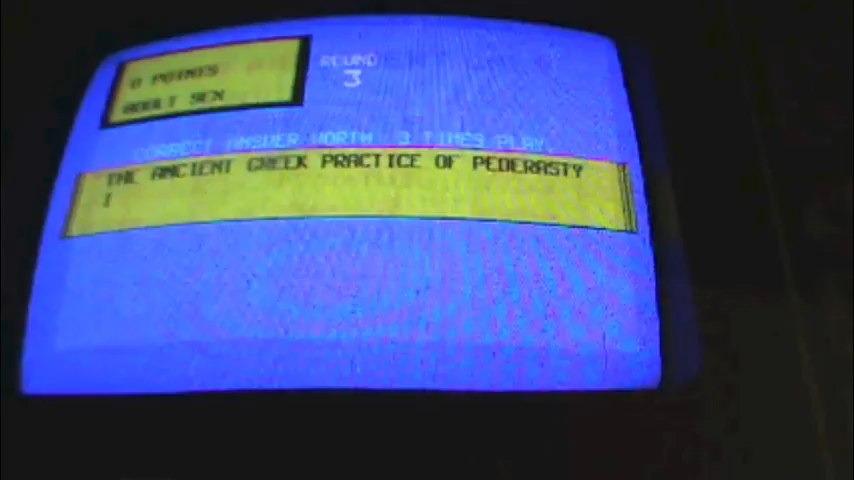 ROUND
0 POINTS
3
ADULT SEX
CORRECT ANSWER WORTH 3 TIMES PLAY.
THE ANCIENT GREEK PRACTICE OF PEDERASTY
I